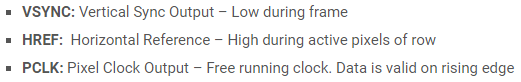 ▪ VSYNC: Vertical Sync Output – Low during frame
▪ HREF:  Horizontal Reference – High during active pixels of row
▪ PCLK: Pixel Clock Output – Free running clock. Data is valid on rising edge